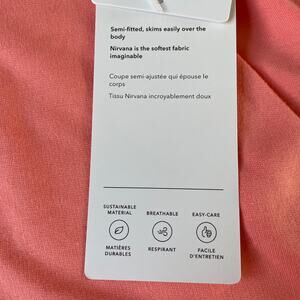 Semi-fitted, skims easily over the
body
Nirvana is the softest fabric
imaginable
Coupe semi-ajustée qui épouse le
corps
Tissu Nirvana incroyablement doux
SUSTAINABLE
MATERIAL
BREATHABLE
EASY-CARE
MATIÈRES
DURABLES
RESPIRANT
FACILE
D'ENTRETIEN